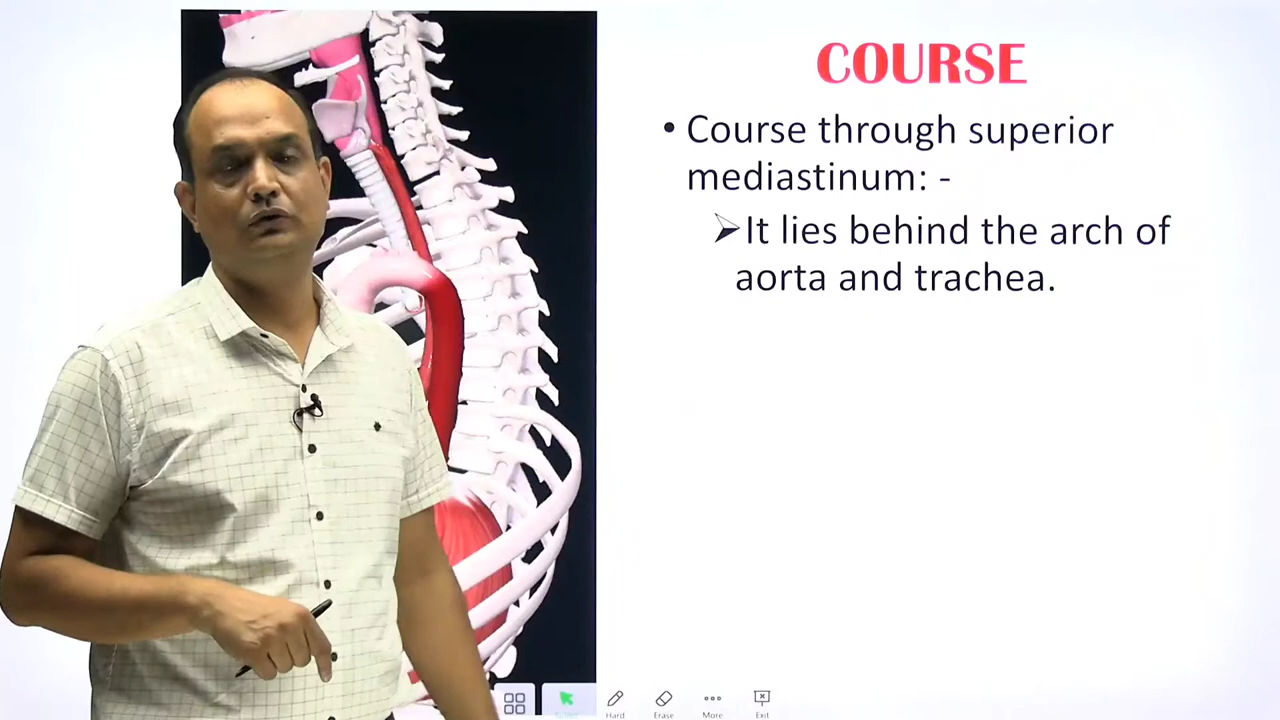 COURSE
• Course through superior
mediastinum: -
➢It lies behind the arch of
aorta and trachea.
Hard Erase More Exit